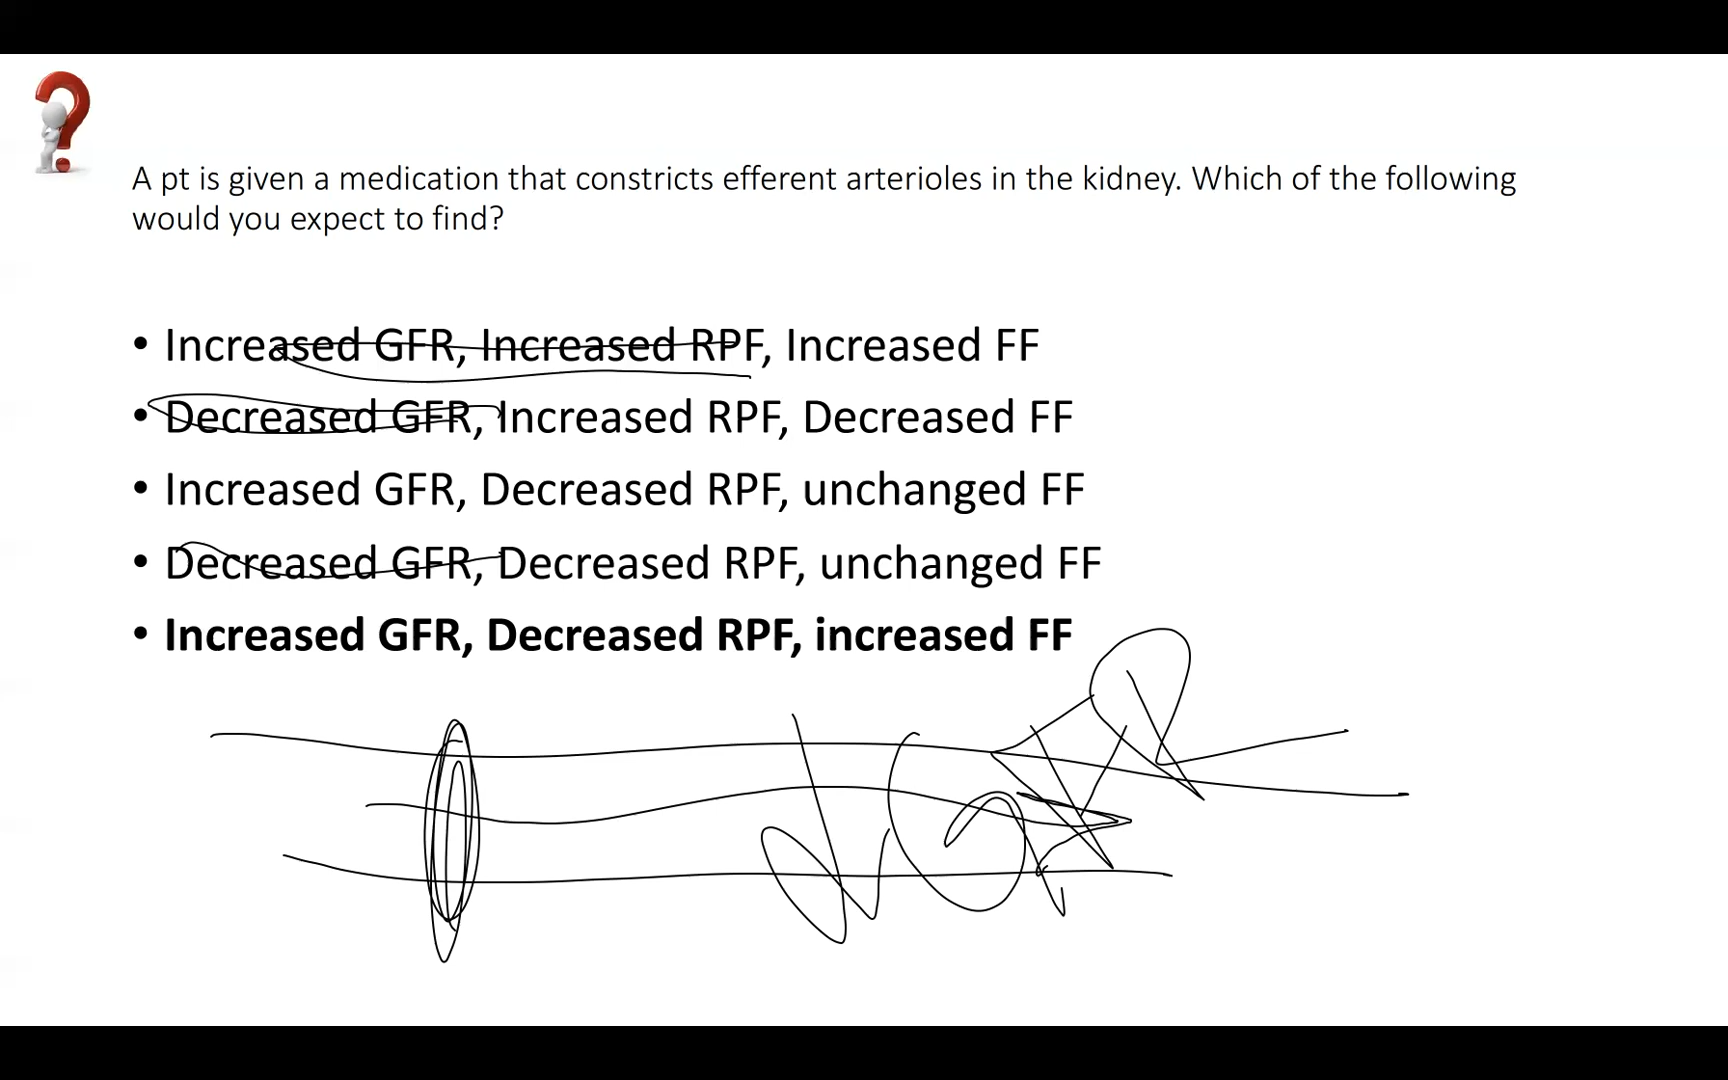 A pt is given a medication that constricts efferent arterioles in the kidney. Which of the following
would you expect to find?
• Increased GFR, Increased RPF, Increased FF
• Decreased GFR, Increased RPF, Decreased FF
• Increased GFR, Decreased RPF, unchanged FF
• Decreased GFR, Decreased RPF, unchanged FF
• Increased GFR, Decreased RPF, increased FF